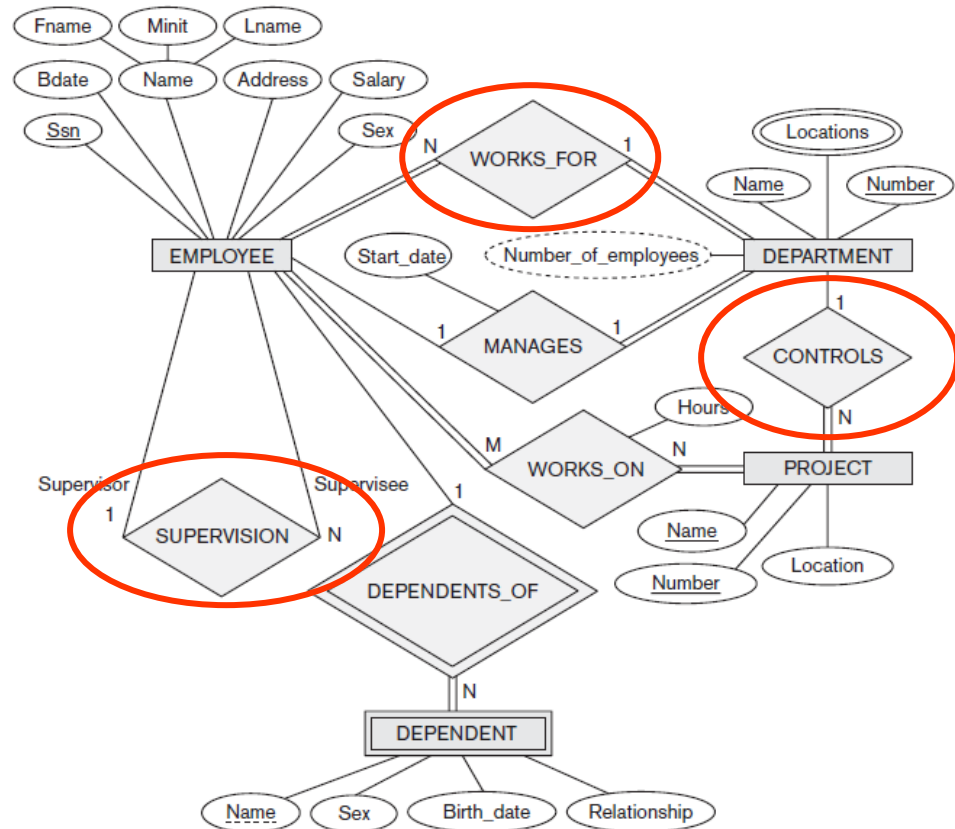 Fname Minit Lname
Bdate Name Address Salary
Ssn Sex
N WORKS_FOR 1
Locations
Name Number
EMPLOYEE Start_date Number_of_employees DEPARTMENT
1 MANAGES 1
1
CONTROLS
N
Hours
M WORKS_ON N PROJECT
Supervisor Supervisee
1 SUPERVISION N
1
Name
Number
Location
DEPENDENTS_OF
N
DEPENDENT
Name Sex Birth_date Relationship